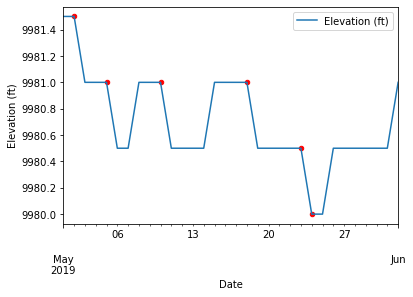 Elevation (ft)
9981.4
9981.2
9981.0
9980.8
9980.6
9980.4
9980.2
9980.0
Elevation (ft)
06
13
20
27
May
2019
Jun
Date